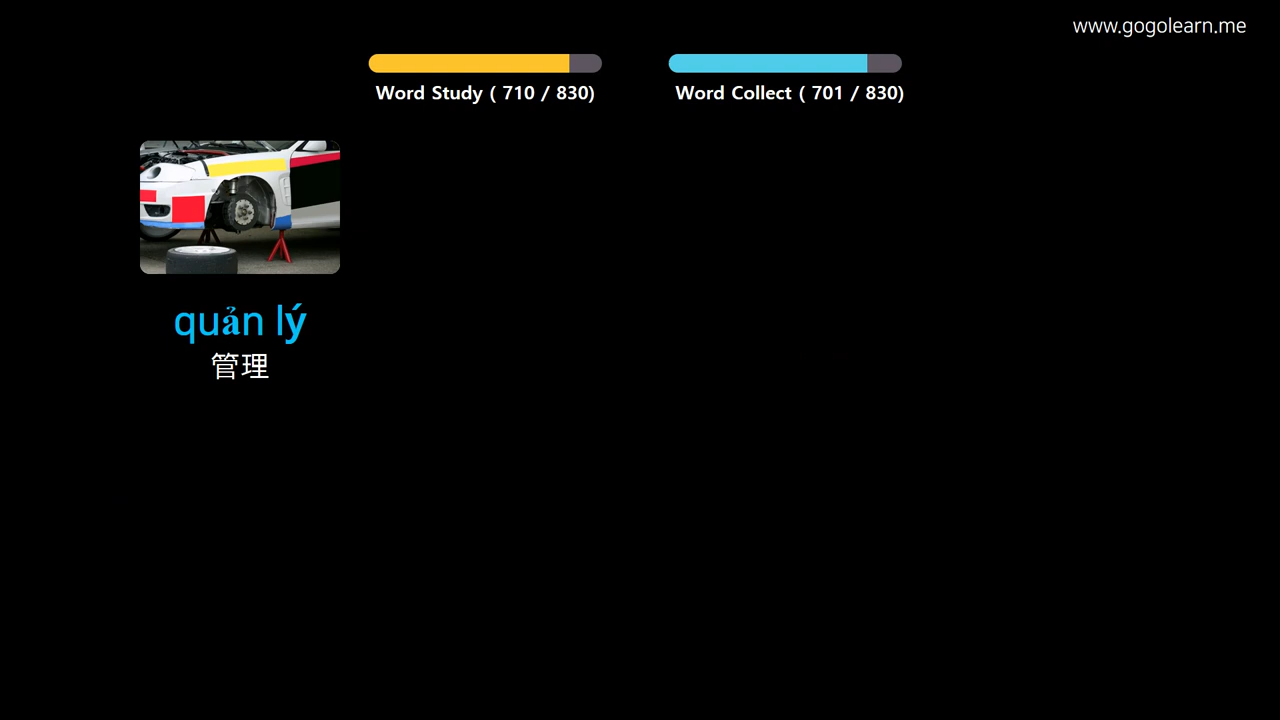 www.gogolearn.me
Word Study ( 710 / 830)
Word Collect ( 701 / 830)
quản lý
管理